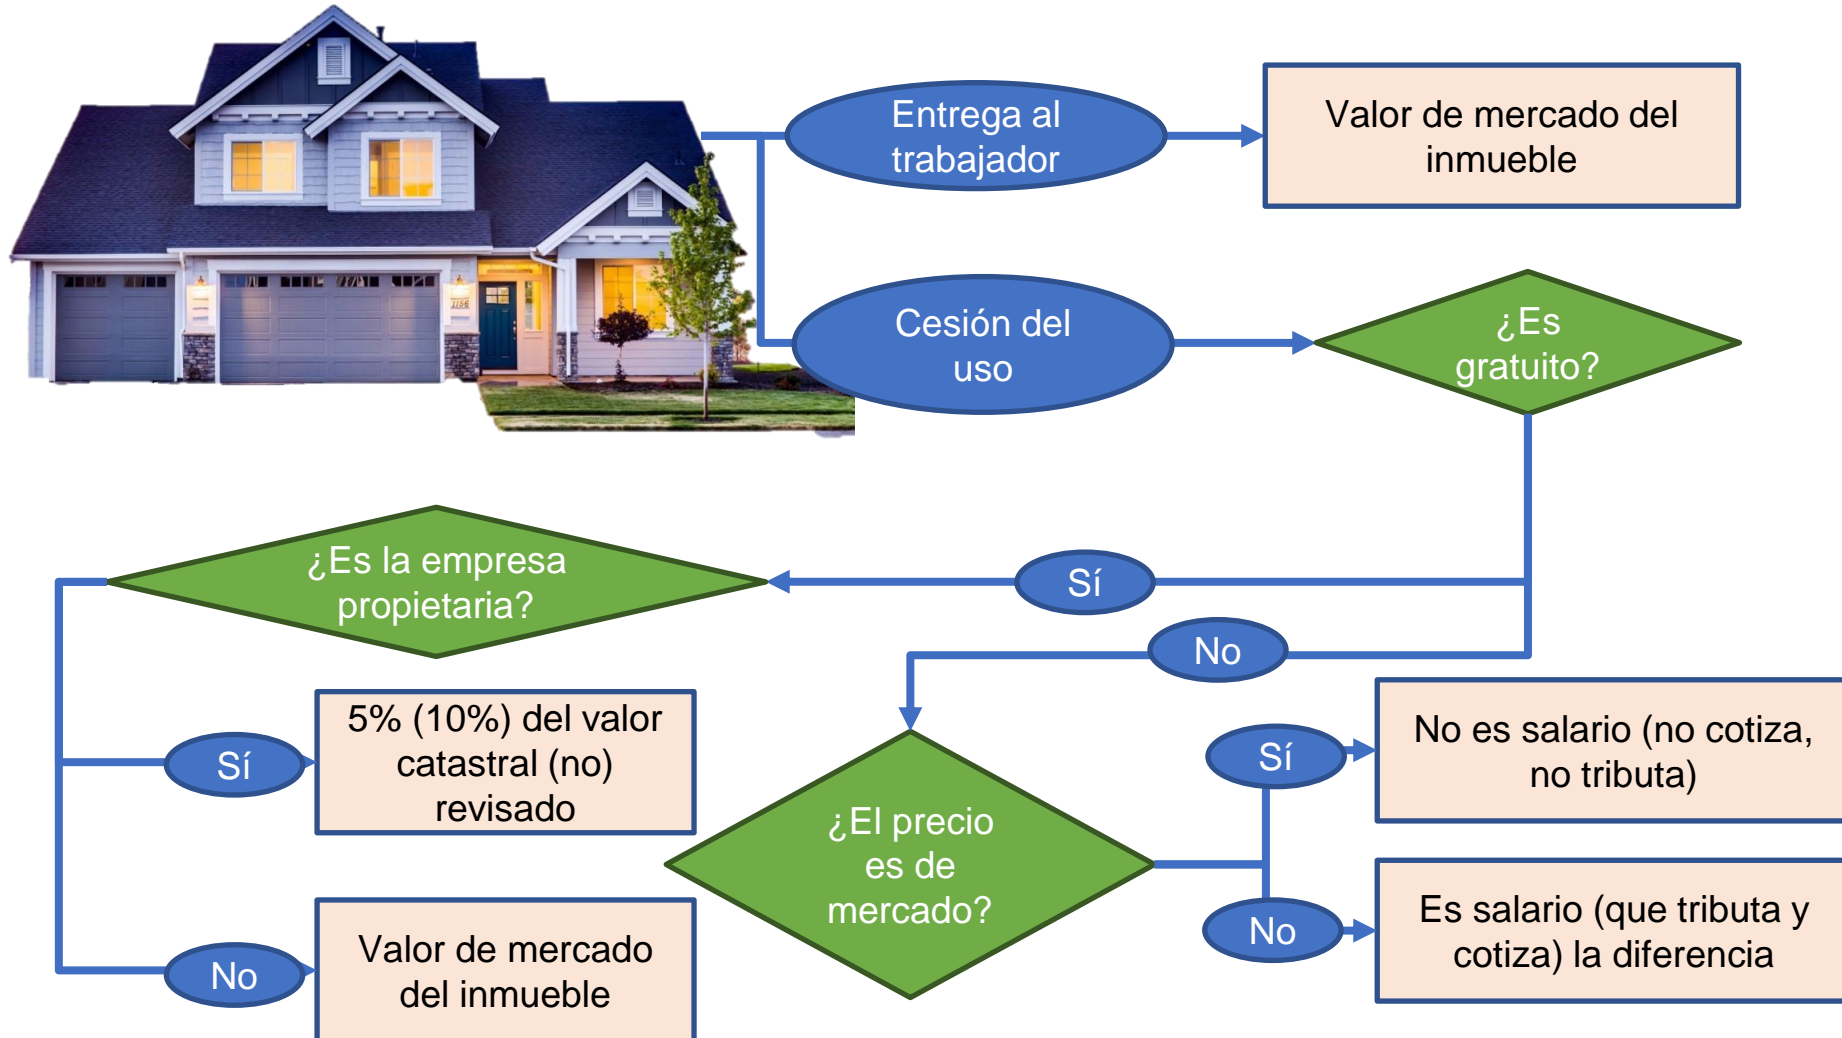 Entrega al
trabajador
Valor de mercado del
inmueble
Cesión del
uso
¿Es
gratuito?
¿Es la empresa
propietaria?
Sí
No
Sí
5% (10%) del valor
catastral (no)
revisado
No
Valor de mercado
del inmueble
¿El precio
es de
mercado?
Sí
No es salario (no cotiza,
no tributa)
No
Es salario (que tributa y
cotiza) la diferencia